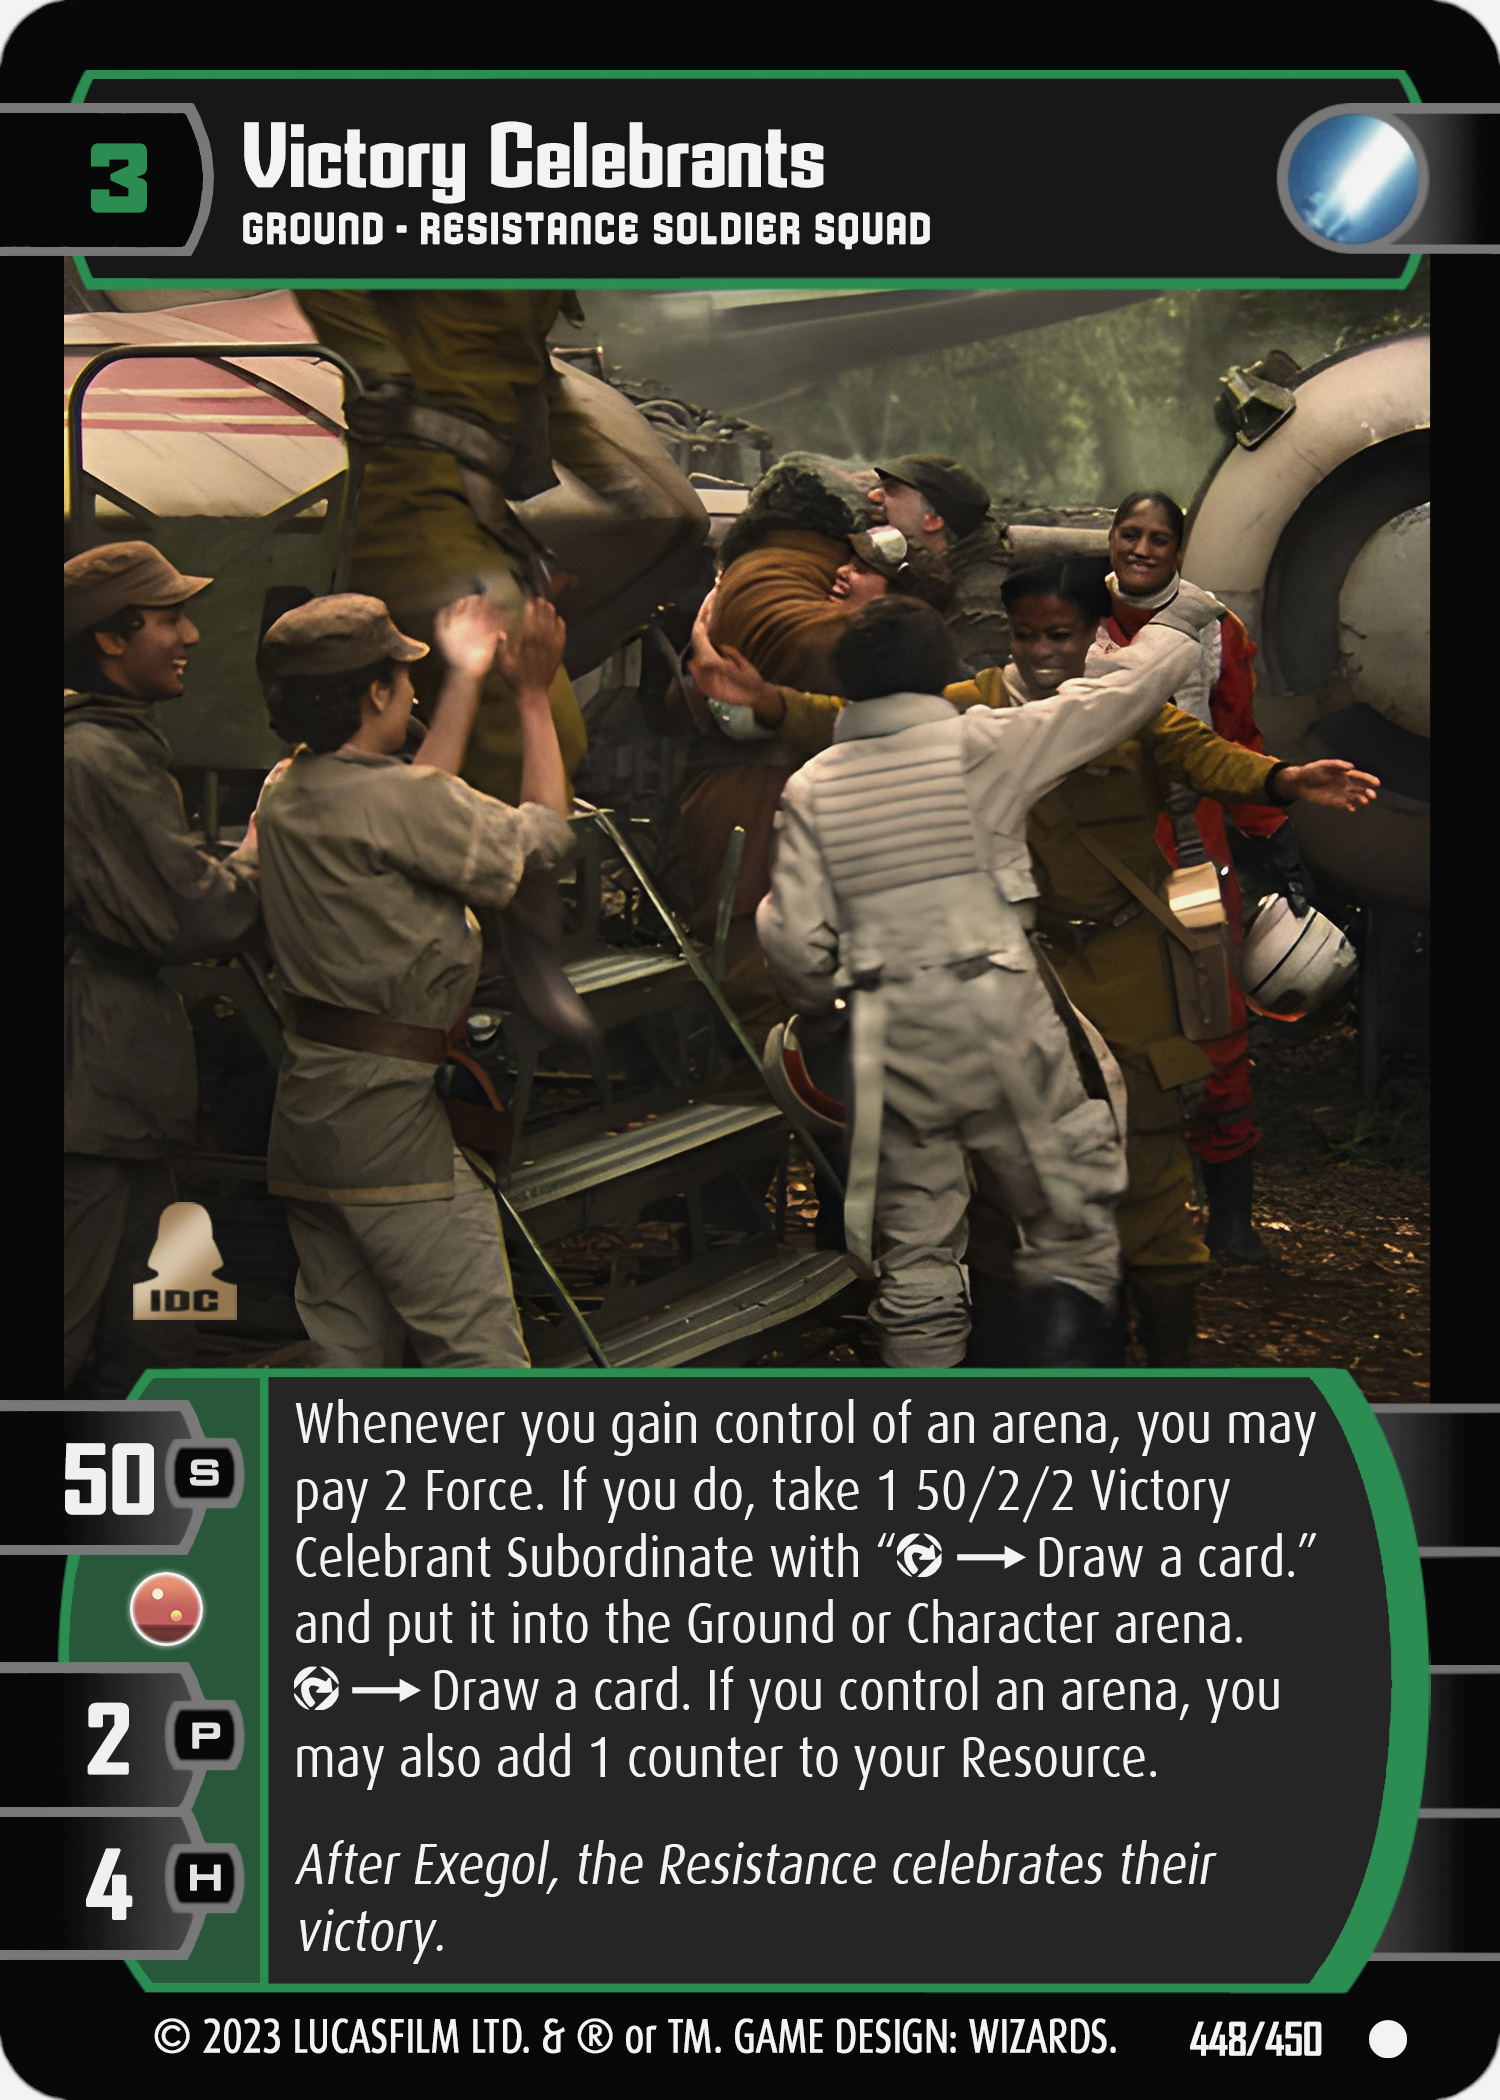 3
Victory Celebrants
GROUND - RESISTANCE SOLDIER SQUAD
IDC
50 S
2 P
4 H
Whenever you gain control of an arena, you may
pay 2 Force. If you do, take 1 50/2/2 Victory
Celebrant Subordinate with “ → Draw a card.”
and put it into the Ground or Character arena.
→ Draw a card. If you control an arena, you
may also add 1 counter to your Resource.
After Exegol, the Resistance celebrates their
victory.
© 2023 LUCASFILM LTD. & ® or TM. GAME DESIGN: WIZARDS. 448/450